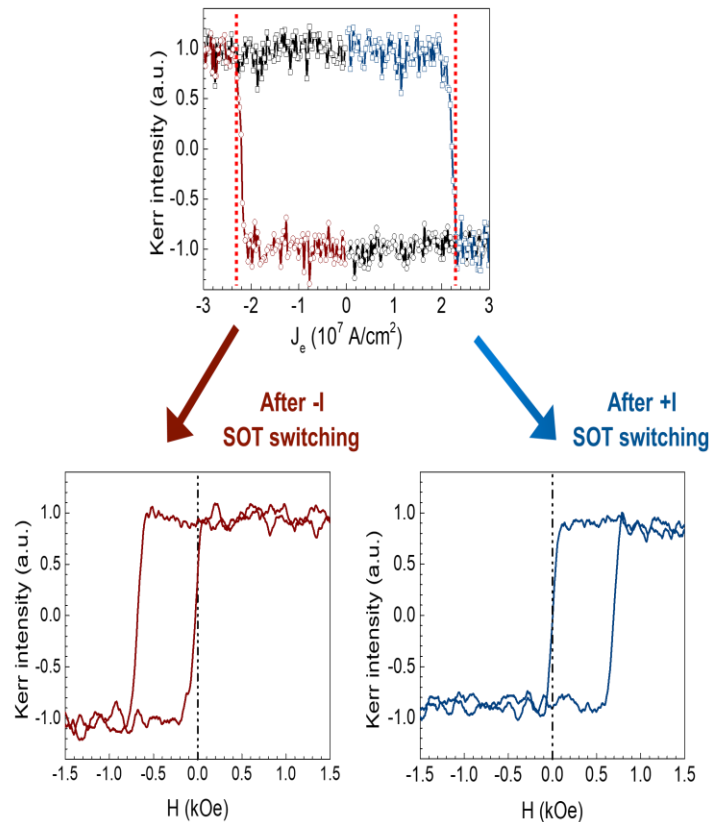 Kerr intensity (a.u.)
1.0
0.5
0.0
-0.5
-1.0
-3 -2 -1 0 1 2 3
J_e (10^7 A/cm^2)
After -I
SOT switching
After +I
SOT switching
Kerr intensity (a.u.)
1.0
0.5
0.0
-0.5
-1.0
-1.5 -1.0 -0.5 0.0 0.5 1.0 1.5
H (kOe)
Kerr intensity (a.u.)
1.0
0.5
0.0
-0.5
-1.0
-1.5 -1.0 -0.5 0.0 0.5 1.0 1.5
H (kOe)